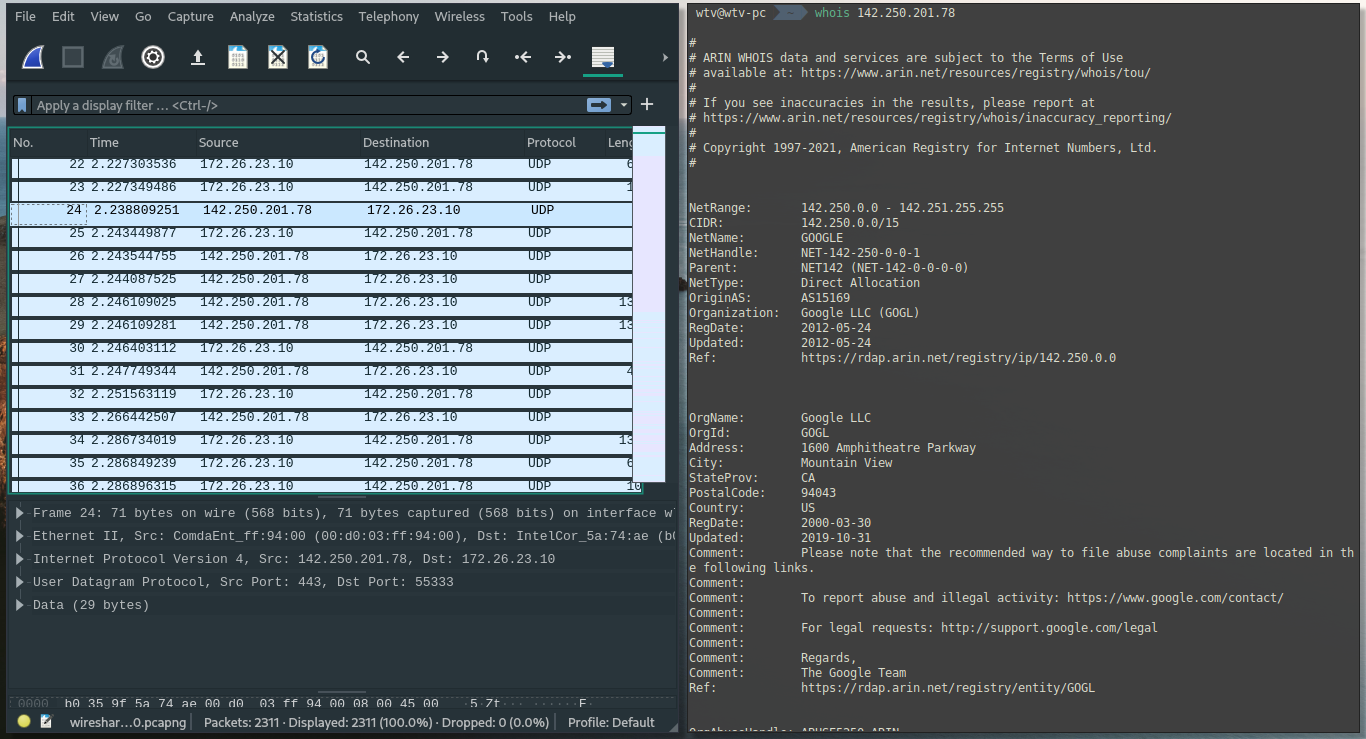 File Edit View Go Capture Analyze Statistics Telephony Wireless Tools Help
Apply a display filter … <Ctrl-/>
No. Time Source Destination Protocol Leng
22 2.227303536 172.26.23.10 142.250.201.78 UDP 6
23 2.227349486 172.26.23.10 142.250.201.78 UDP 1
24 2.238809251 142.250.201.78 172.26.23.10 UDP
25 2.243449877 172.26.23.10 142.250.201.78 UDP
26 2.243544755 142.250.201.78 172.26.23.10 UDP
27 2.244087525 142.250.201.78 172.26.23.10 UDP
28 2.246109025 142.250.201.78 172.26.23.10 UDP 13
29 2.246109281 142.250.201.78 172.26.23.10 UDP 13
30 2.246403112 172.26.23.10 142.250.201.78 UDP
31 2.247749344 142.250.201.78 172.26.23.10 UDP 4
32 2.251563119 172.26.23.10 142.250.201.78 UDP
33 2.266442507 142.250.201.78 172.26.23.10 UDP
34 2.286734019 172.26.23.10 142.250.201.78 UDP 13
35 2.286849239 172.26.23.10 142.250.201.78 UDP 6
36 2.286896315 172.26.23.10 142.250.201.78 UDP 10
Frame 24: 71 bytes on wire (568 bits), 71 bytes captured (568 bits) on interface w
Ethernet II, Src: ComdaEnt_ff:94:00 (00:d0:03:ff:94:00), Dst: IntelCor_5a:74:ae (b0
Internet Protocol Version 4, Src: 142.250.201.78, Dst: 172.26.23.10
User Datagram Protocol, Src Port: 443, Dst Port: 55333
Data (29 bytes)
0000 b0 35 9f 5a 74 ae 00 d0 03 ff 94 00 08 00 45 00 ·5·Zt··· ······E·
wireshar…0.pcapng Packets: 2311 · Displayed: 2311 (100.0%) · Dropped: 0 (0.0%) Profile: Default
wtv@wtv-pc ~ whois 142.250.201.78
#
# ARIN WHOIS data and services are subject to the Terms of Use
# available at: https://www.arin.net/resources/registry/whois/tou/
#
# If you see inaccuracies in the results, please report at
# https://www.arin.net/resources/registry/whois/inaccuracy_reporting/
#
# Copyright 1997-2021, American Registry for Internet Numbers, Ltd.
#
NetRange: 142.250.0.0 - 142.251.255.255
CIDR: 142.250.0.0/15
NetName: GOOGLE
NetHandle: NET-142-250-0-0-1
Parent: NET142 (NET-142-0-0-0-0)
NetType: Direct Allocation
OriginAS: AS15169
Organization: Google LLC (GOGL)
RegDate: 2012-05-24
Updated: 2012-05-24
Ref: https://rdap.arin.net/registry/ip/142.250.0.0
OrgName: Google LLC
OrgId: GOGL
Address: 1600 Amphitheatre Parkway
City: Mountain View
StateProv: CA
PostalCode: 94043
Country: US
RegDate: 2000-03-30
Updated: 2019-10-31
Comment: Please note that the recommended way to file abuse complaints are located in th
e following links.
Comment:
Comment: To report abuse and illegal activity: https://www.google.com/contact/
Comment:
Comment: For legal requests: http://support.google.com/legal
Comment:
Comment: Regards,
Comment: The Google Team
Ref: https://rdap.arin.net/registry/entity/GOGL
OrgAbuseHandle: ABUSE5250-ARIN